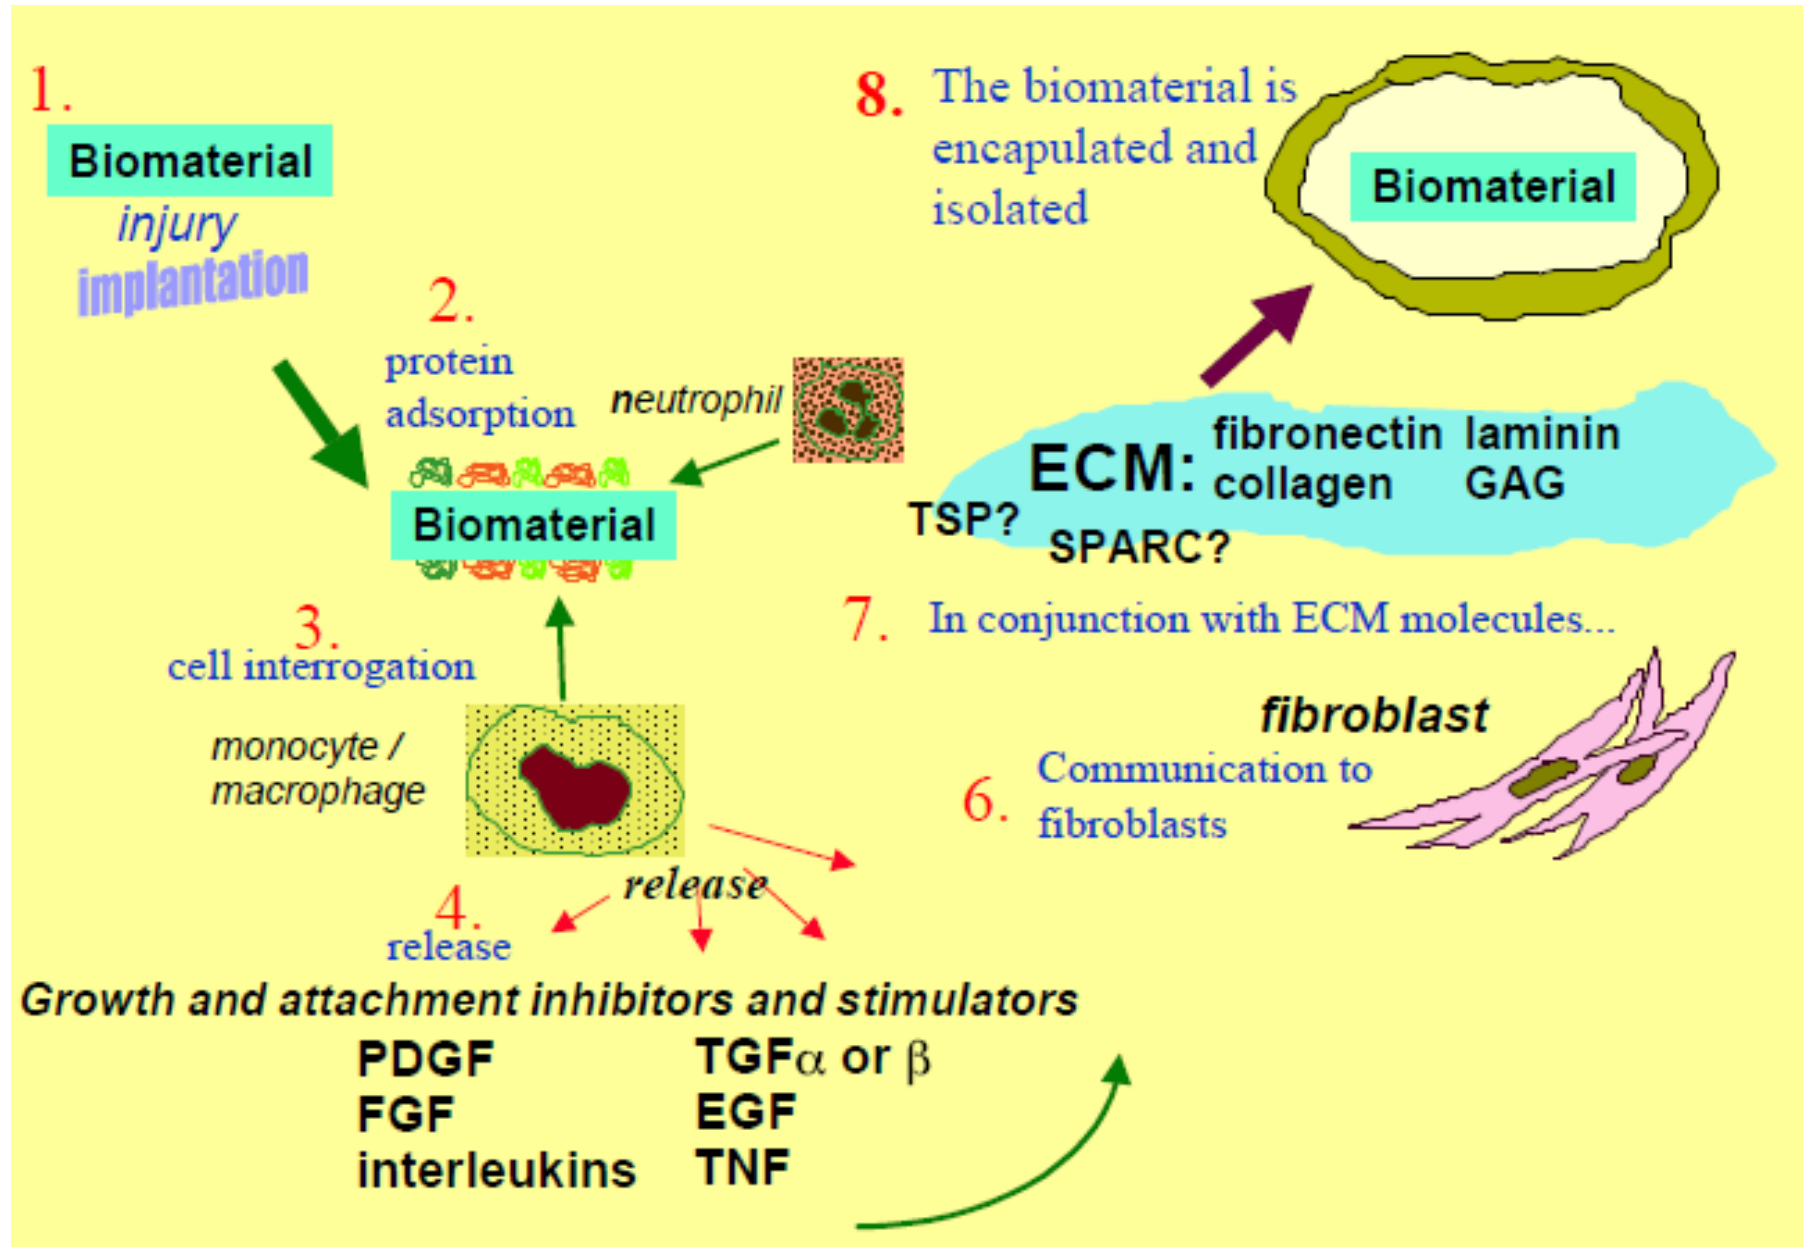 1.
Biomaterial
injury
implantation
2.
protein
adsorption
neutrophil
Biomaterial
3.
cell interrogation
monocyte /
macrophage
release
4.
release
Growth and attachment inhibitors and stimulators
PDGF
FGF
interleukins
TGFα or β
EGF
TNF
6.
Communication to
fibroblasts
fibroblast
7. In conjunction with ECM molecules...
ECM: fibronectin laminin
collagen GAG
TSP?
SPARC?
8. The biomaterial is
encapulated and
isolated
Biomaterial